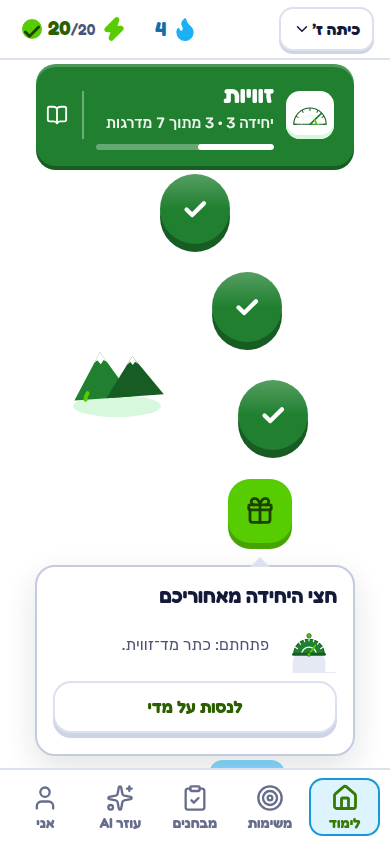 כיתה ז׳
4
20/20
זוויות
יחידה 3 • 3 מתוך 7 מדרגות
חצי היחידה מאחוריכם
פתחתם: כתר מד־זווית.
לנסות על מדי
לימוד
משימות
מבחנים
עוזר AI
אני